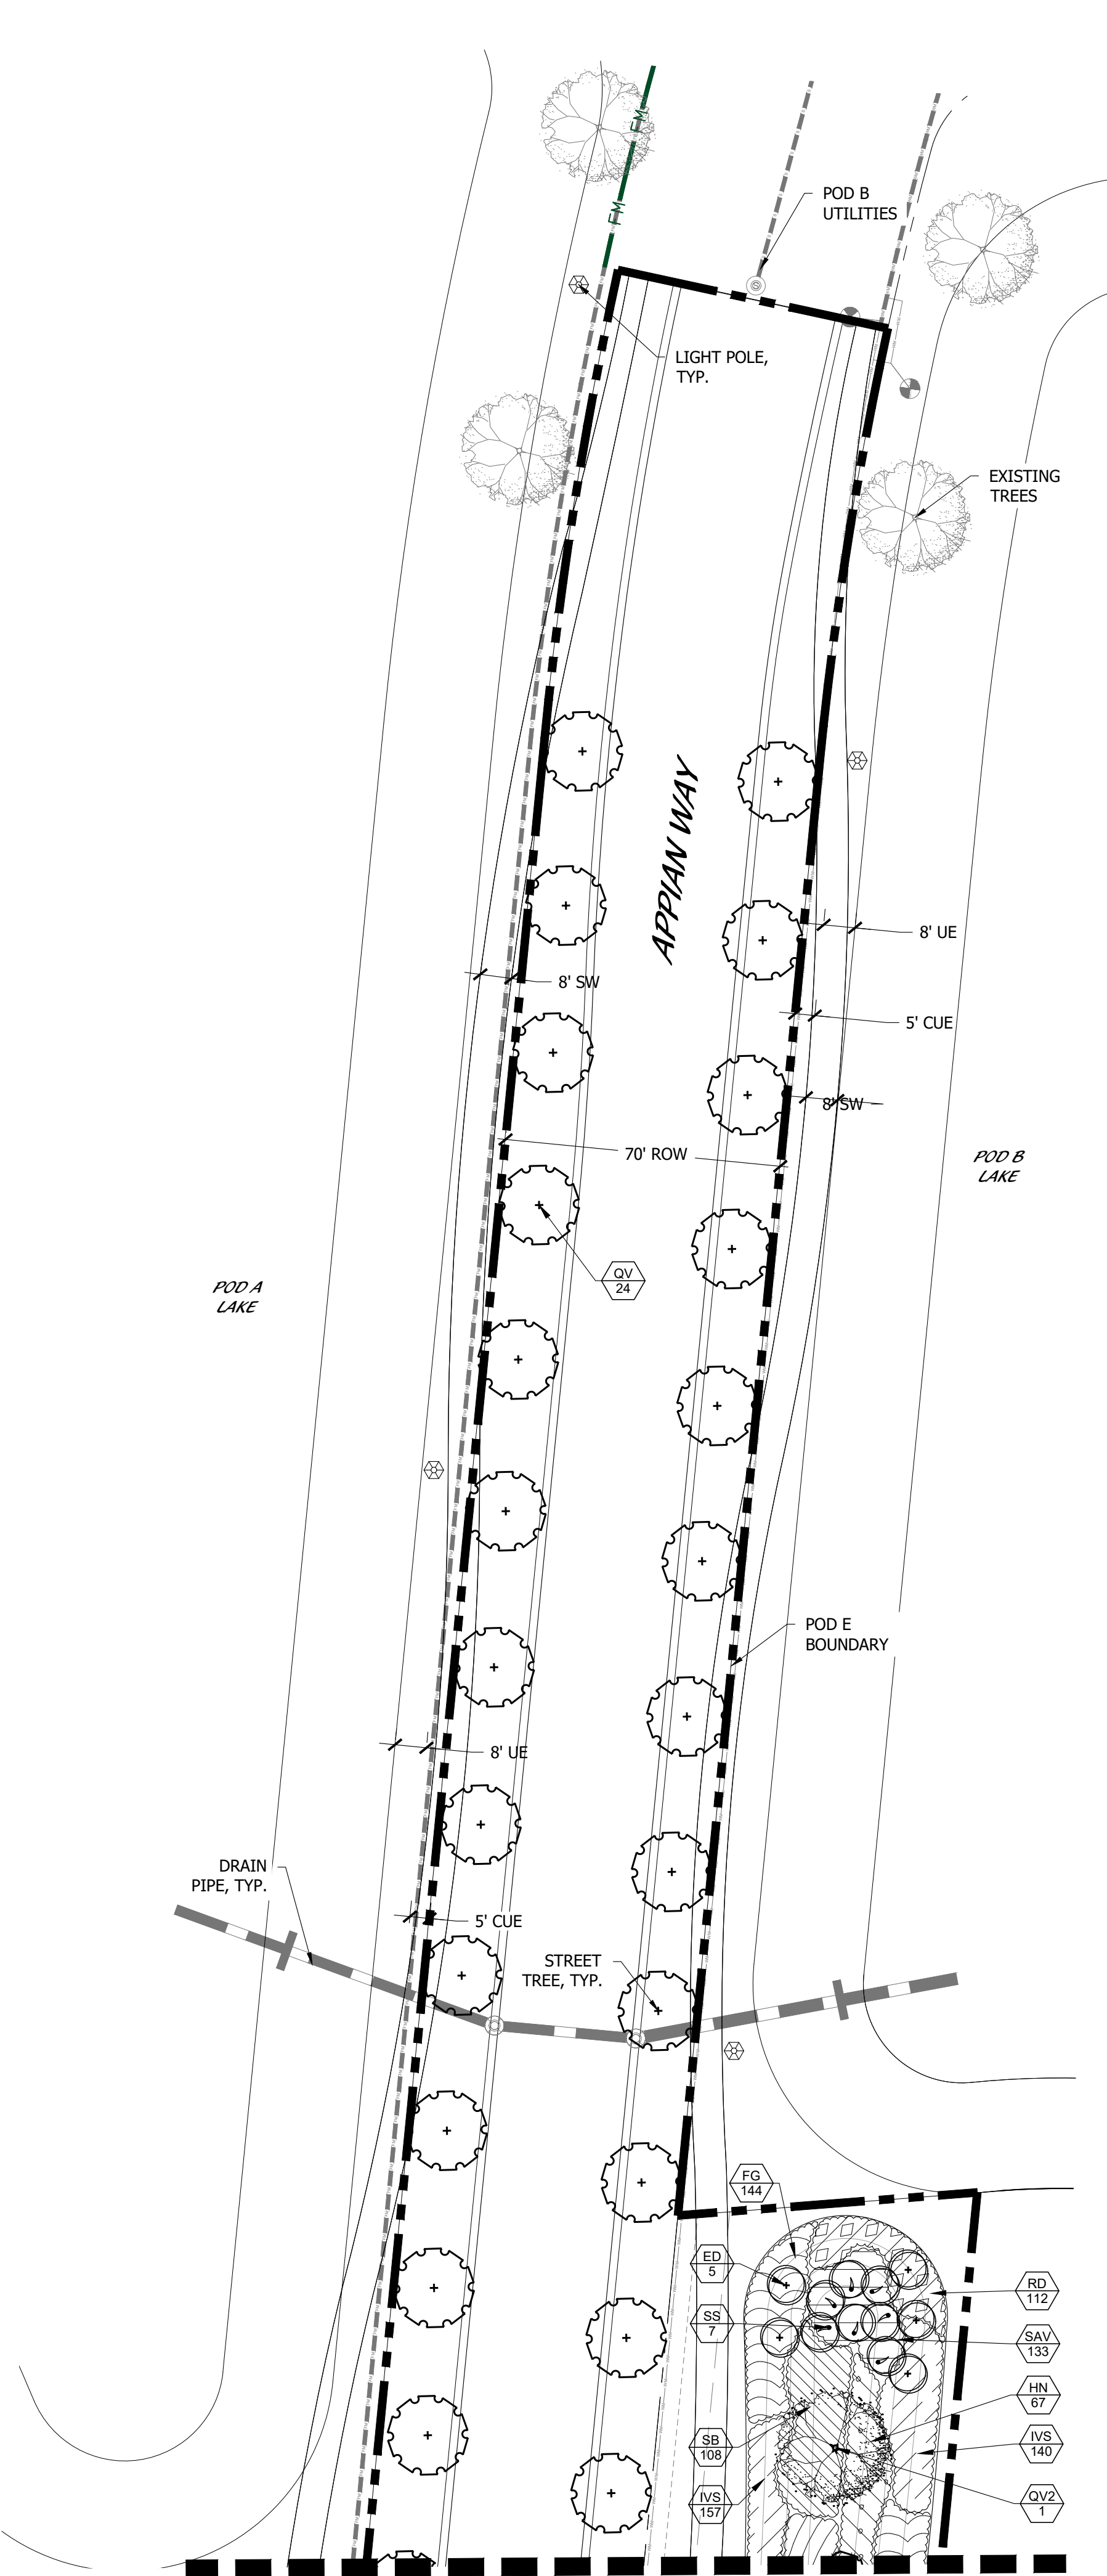 FM
FM
POD B
UTILITIES
LIGHT POLE,
TYP.
EXISTING
TREES
APPIAN WAY
8' UE
8' SW
5' CUE
8' SW
70' ROW
POD B
LAKE
QV
24
POD A
LAKE
POD E
BOUNDARY
8' UE
DRAIN
PIPE, TYP.
5' CUE
STREET
TREE, TYP.
FG
144
ED
5
RD
112
SS
7
SAV
133
HN
67
SB
108
IVS
140
IVS
157
QV2
1